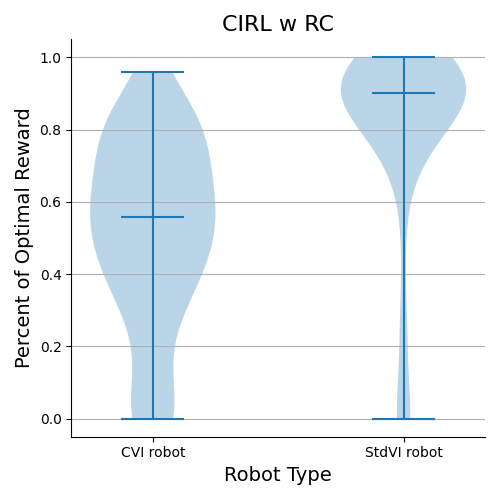 CIRL w RC
Percent of Optimal Reward
1.0
0.8
0.6
0.4
0.2
0.0
CVI robot
StdVI robot
Robot Type